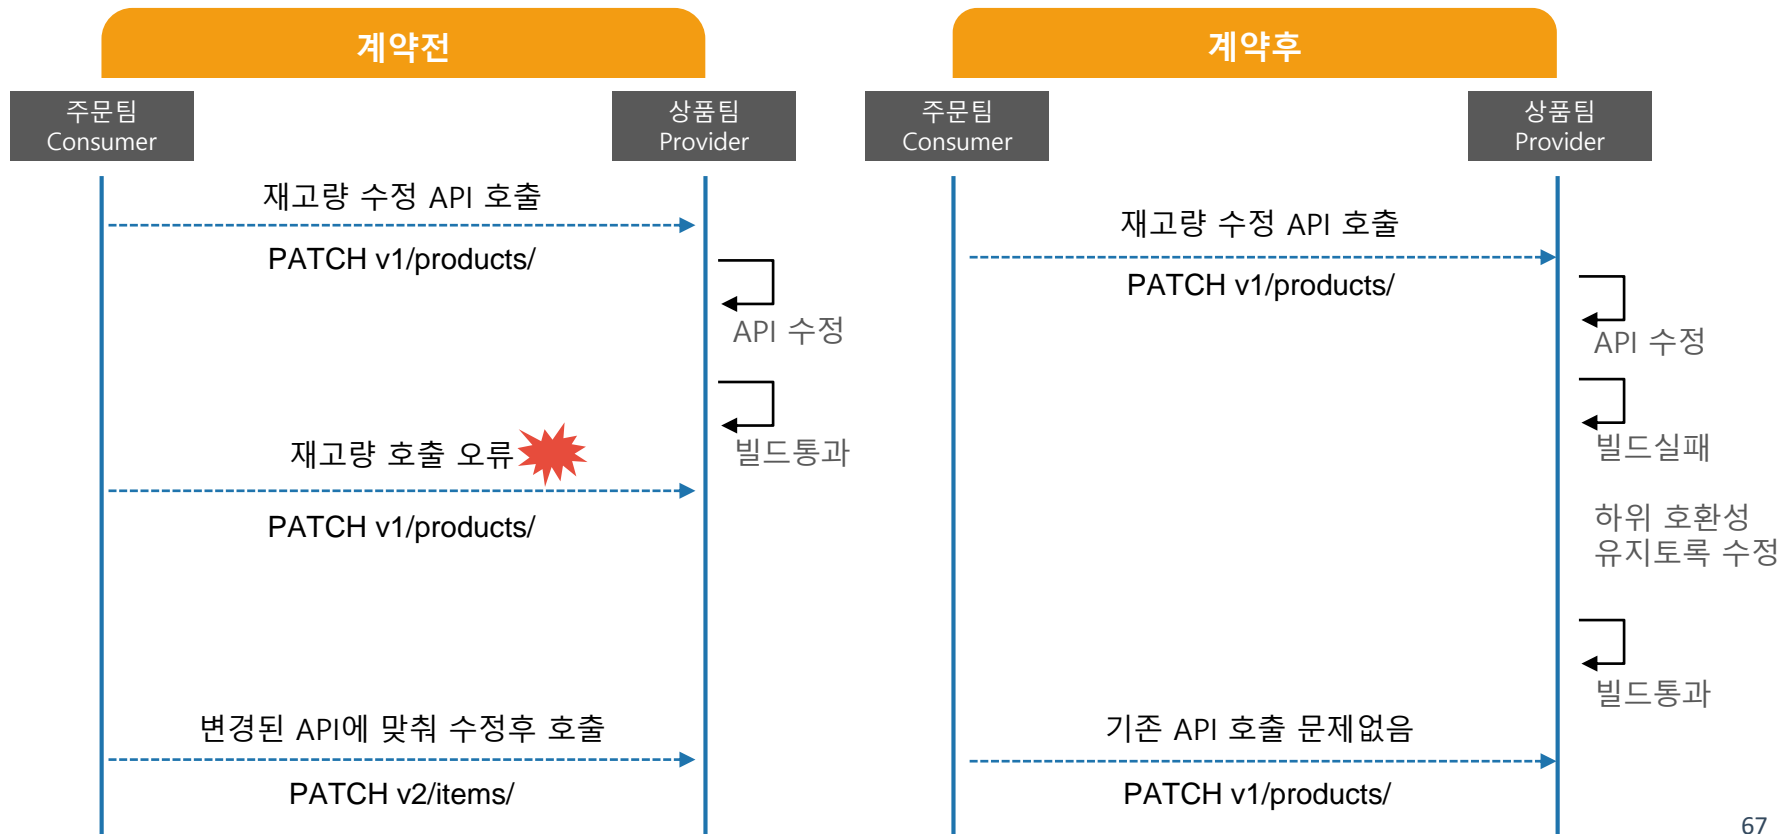 계약전
주문팀
Consumer
상품팀
Provider
재고량 수정 API 호출
PATCH v1/products/
API 수정
빌드통과
재고량 호출 오류
PATCH v1/products/
변경된 API에 맞춰 수정후 호출
PATCH v2/items/
계약후
주문팀
Consumer
상품팀
Provider
재고량 수정 API 호출
PATCH v1/products/
API 수정
빌드실패
하위 호환성
유지토록 수정
빌드통과
기존 API 호출 문제없음
PATCH v1/products/
67